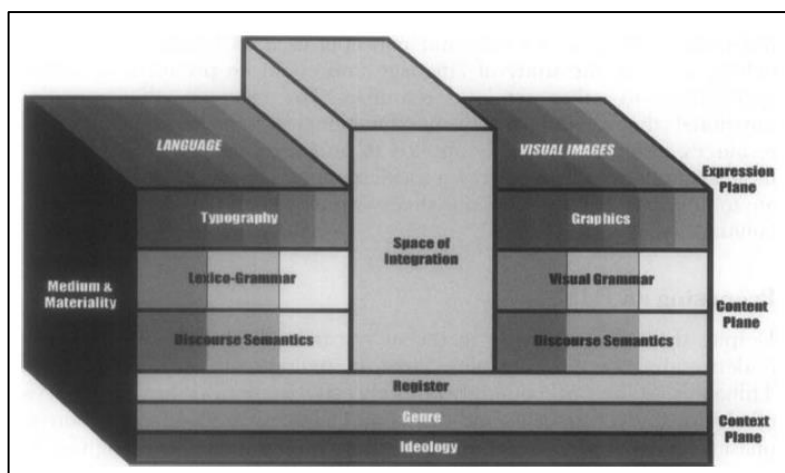 LANGUAGE
VISUAL IMAGES
Expression
Plane
Typography
Graphics
Space of
Integration
Medium &
Materiality
Lexico-Grammar
Visual Grammar
Content
Plane
Discourse Semantics
Discourse Semantics
Register
Genre
Context
Plane
Ideology